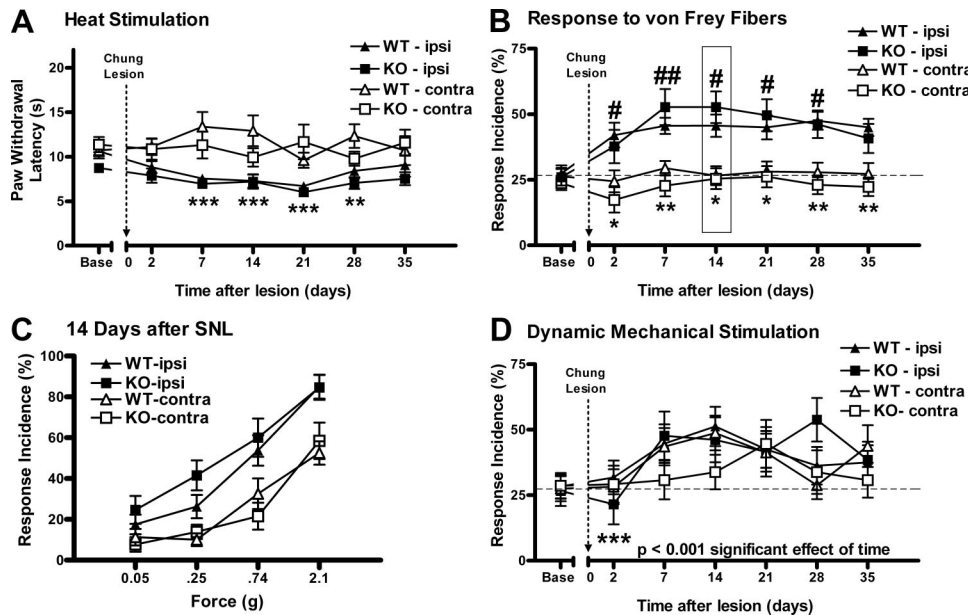 A Heat Stimulation
Chung
Lesion
WT - ipsi
KO - ipsi
WT - contra
KO - contra
Paw Withdrawal
Latency (s)
20
15
10
5
0
*** *** *** **
Base 0 2 7 14 21 28 35
Time after lesion (days)
B Response to von Frey Fibers
Chung
Lesion
WT - ipsi
KO - ipsi
WT - contra
KO - contra
Response Incidence (%)
75
50
25
0
# ## # # #
* ** * * ** **
Base 0 2 7 14 21 28 35
Time after lesion (days)
C 14 Days after SNL
WT-ipsi
KO-ipsi
WT-contra
KO-contra
Response Incidence (%)
100
80
60
40
20
0
0.05 .25 .74 2.1
Force (g)
D Dynamic Mechanical Stimulation
Chung
Lesion
WT - ipsi
KO - ipsi
WT - contra
KO- contra
Response Incidence (%)
75
50
25
0
***
p < 0.001 significant effect of time
Base 0 2 7 14 21 28 35
Time after lesion (days)